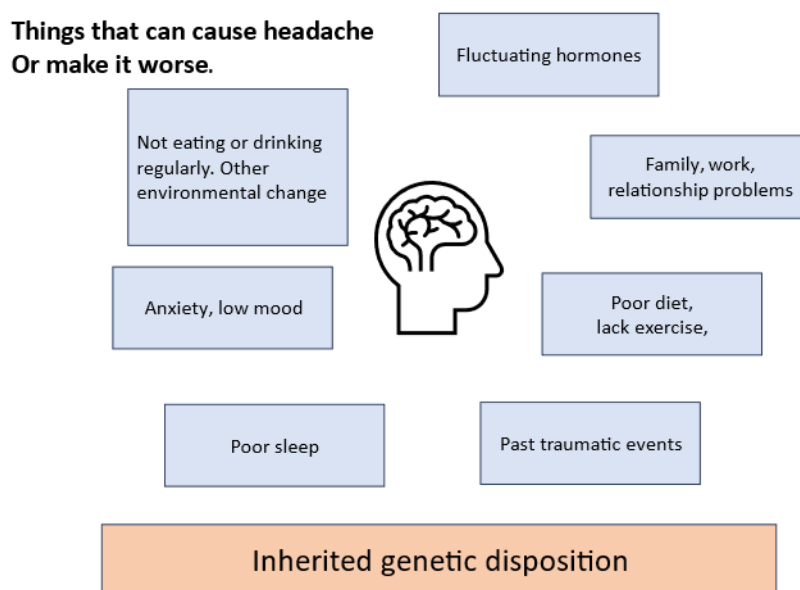 Things that can cause headache
Or make it worse.
Fluctuating hormones
Not eating or drinking
regularly. Other
environmental change
Family, work,
relationship problems
Anxiety, low mood
Poor diet,
lack exercise,
Poor sleep
Past traumatic events
Inherited genetic disposition